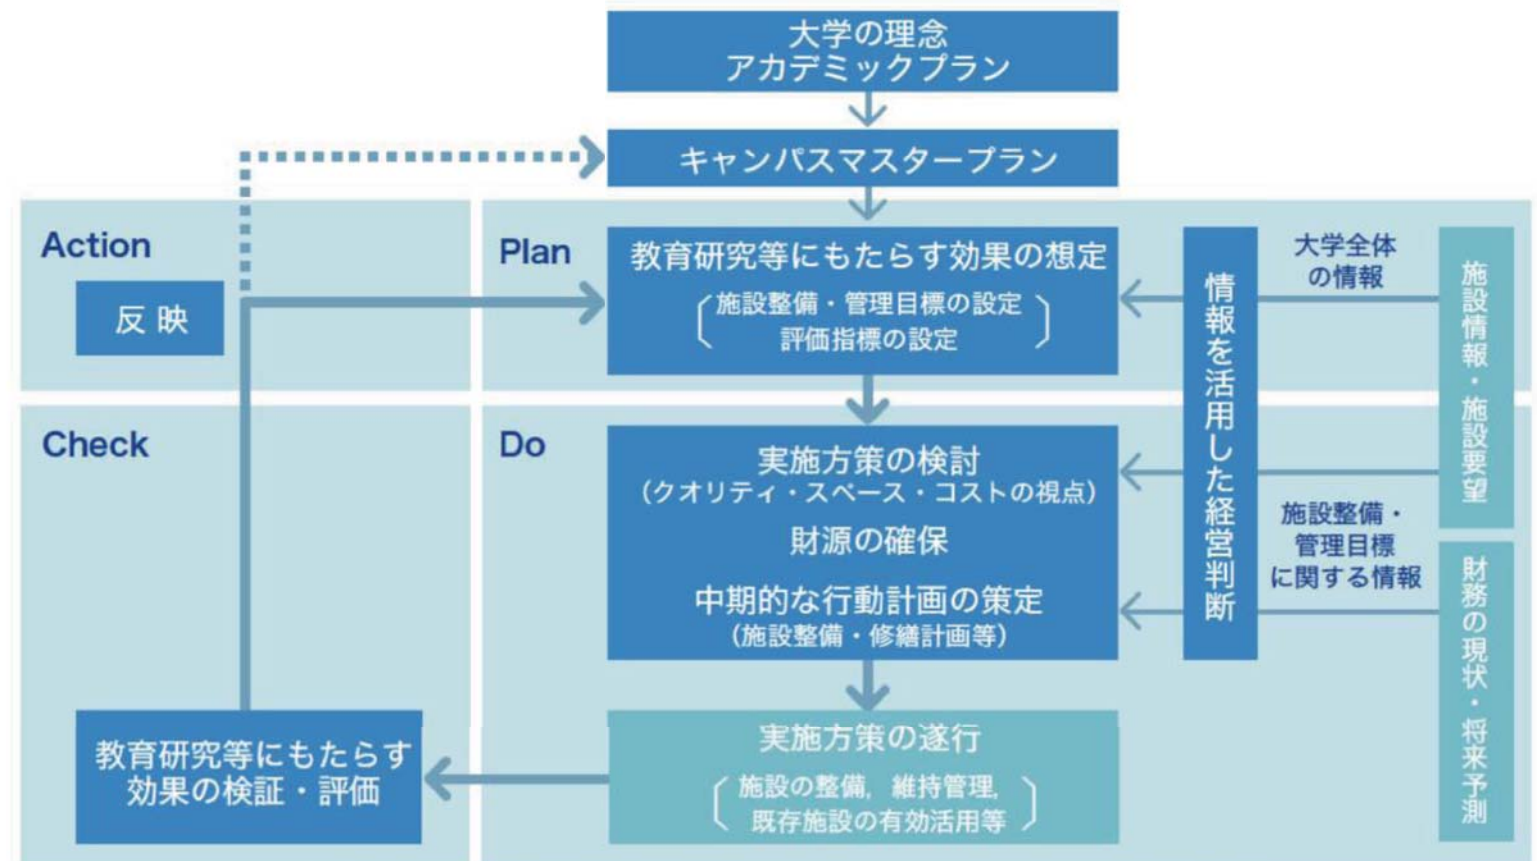 大学の理念
アカデミックプラン
キャンパスマスタープラン
Action
反 映
Plan
教育研究等にもたらす効果の想定
施設整備・管理目標の設定
評価指標の設定
情報を活用した経営判断
大学全体
の情報
施設情報・施設要望
Check
Do
実施方策の検討
（クオリティ・スペース・コストの視点）
財源の確保
中期的な行動計画の策定
（施設整備・修繕計画等）
施設整備・
管理目標
に関する情報
財務の現状・将来予測
教育研究等にもたらす
効果の検証・評価
実施方策の遂行
施設の整備，維持管理，
既存施設の有効活用等